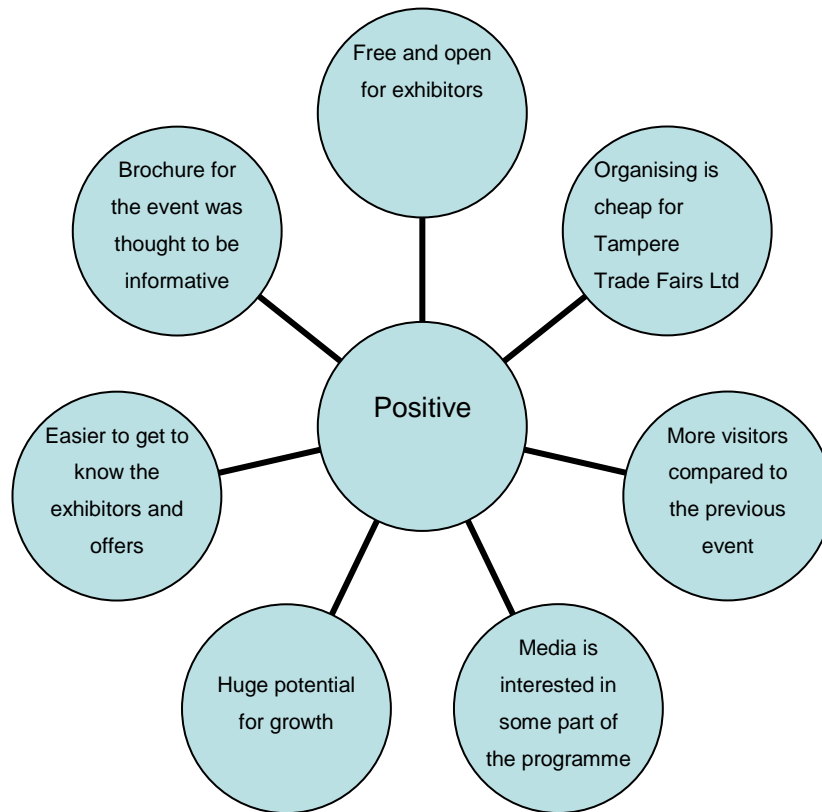 Free and open
for exhibitors
Brochure for
the event was
thought to be
informative
Organising is
cheap for
Tampere
Trade Fairs Ltd
Positive
Easier to get to
know the
exhibitors and
offers
More visitors
compared to
the previous
event
Huge potential
for growth
Media is
interested in
some part of
the programme